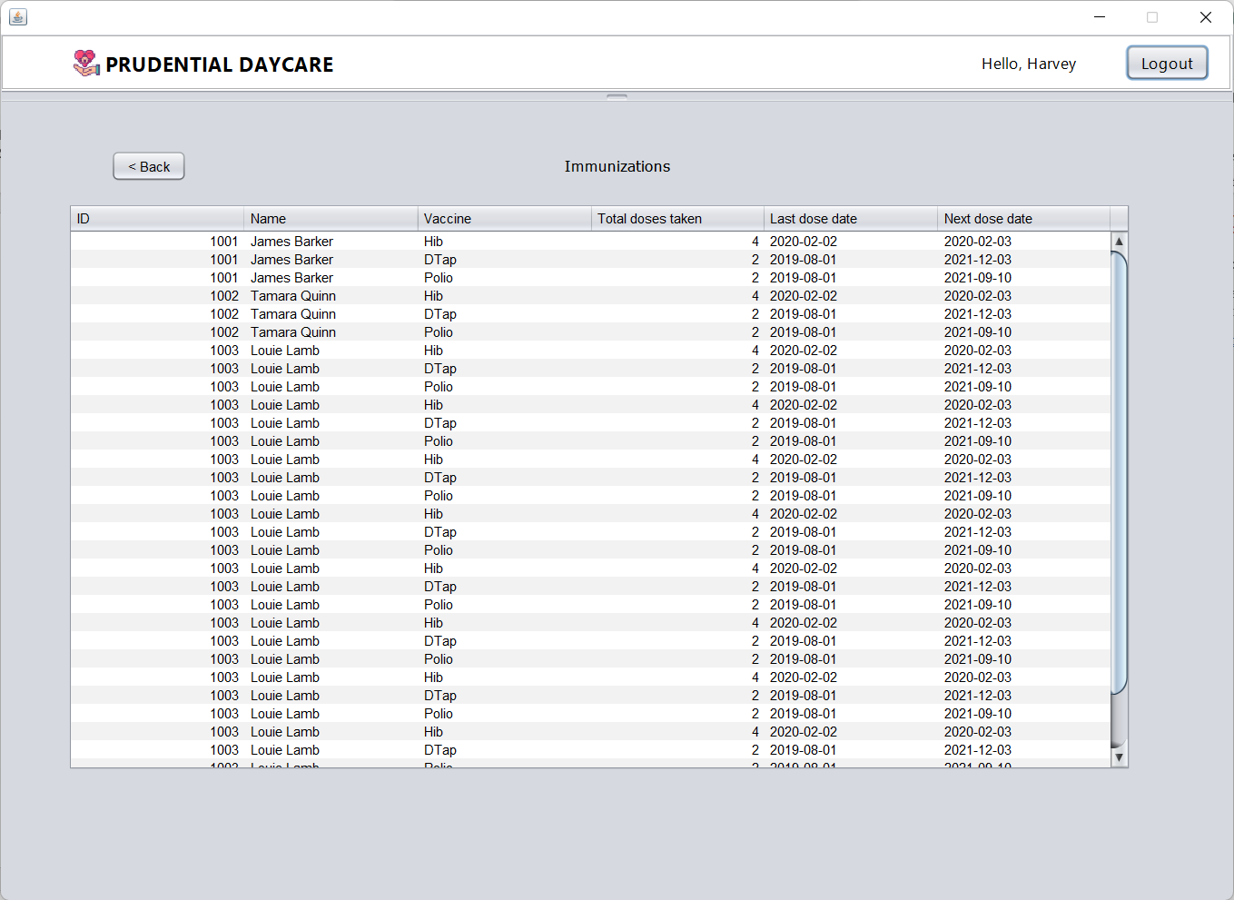 PRUDENTIAL DAYCARE Hello, Harvey Logout
< Back Immunizations
ID Name Vaccine Total doses taken Last dose date Next dose date
1001 James Barker Hib 4 2020-02-02 2020-02-03
1001 James Barker DTap 2 2019-08-01 2021-12-03
1001 James Barker Polio 2 2019-08-01 2021-09-10
1002 Tamara Quinn Hib 4 2020-02-02 2020-02-03
1002 Tamara Quinn DTap 2 2019-08-01 2021-12-03
1002 Tamara Quinn Polio 2 2019-08-01 2021-09-10
1003 Louie Lamb Hib 4 2020-02-02 2020-02-03
1003 Louie Lamb DTap 2 2019-08-01 2021-12-03
1003 Louie Lamb Polio 2 2019-08-01 2021-09-10
1003 Louie Lamb Hib 4 2020-02-02 2020-02-03
1003 Louie Lamb DTap 2 2019-08-01 2021-12-03
1003 Louie Lamb Polio 2 2019-08-01 2021-09-10
1003 Louie Lamb Hib 4 2020-02-02 2020-02-03
1003 Louie Lamb DTap 2 2019-08-01 2021-12-03
1003 Louie Lamb Polio 2 2019-08-01 2021-09-10
1003 Louie Lamb Hib 4 2020-02-02 2020-02-03
1003 Louie Lamb DTap 2 2019-08-01 2021-12-03
1003 Louie Lamb Polio 2 2019-08-01 2021-09-10
1003 Louie Lamb Hib 4 2020-02-02 2020-02-03
1003 Louie Lamb DTap 2 2019-08-01 2021-12-03
1003 Louie Lamb Polio 2 2019-08-01 2021-09-10
1003 Louie Lamb Hib 4 2020-02-02 2020-02-03
1003 Louie Lamb DTap 2 2019-08-01 2021-12-03
1003 Louie Lamb Polio 2 2019-08-01 2021-09-10
1003 Louie Lamb Hib 4 2020-02-02 2020-02-03
1003 Louie Lamb DTap 2 2019-08-01 2021-12-03
1003 Louie Lamb Polio 2 2019-08-01 2021-09-10
1003 Louie Lamb Hib 4 2020-02-02 2020-02-03
1003 Louie Lamb DTap 2 2019-08-01 2021-12-03